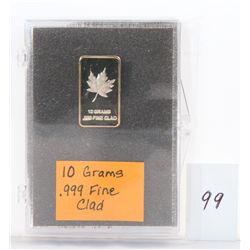 10 GRAMS
.999 FINE CLAD
10 Grams
.999 Fine
Clad
99